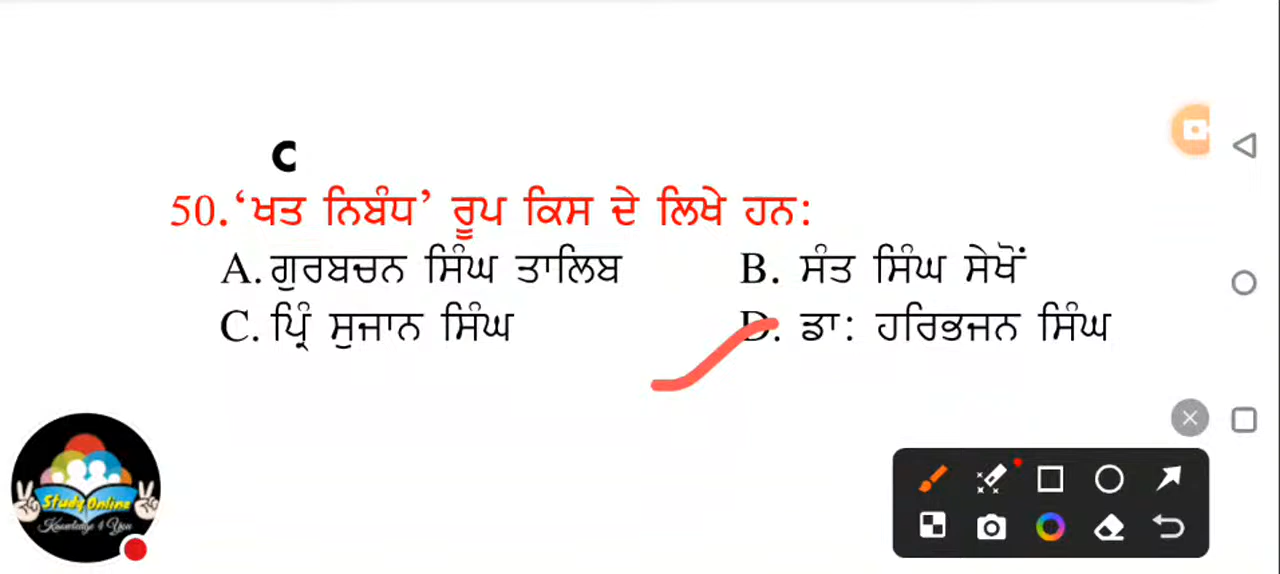 C
50. ‘ਖਤ ਨਿਬੰਧ’ ਰੂਪ ਕਿਸ ਦੇ ਲਿਖੇ ਹਨ:
A. ਗੁਰਬਚਨ ਸਿੰਘ ਤਾਲਿਬ B. ਸੰਤ ਸਿੰਘ ਸੇਖੋਂ
C. ਪ੍ਰਿੰ ਸੁਜਾਨ ਸਿੰਘ D. ਡਾ: ਹਰਿਭਜਨ ਸਿੰਘ
Study Online
Knowledge 4 You